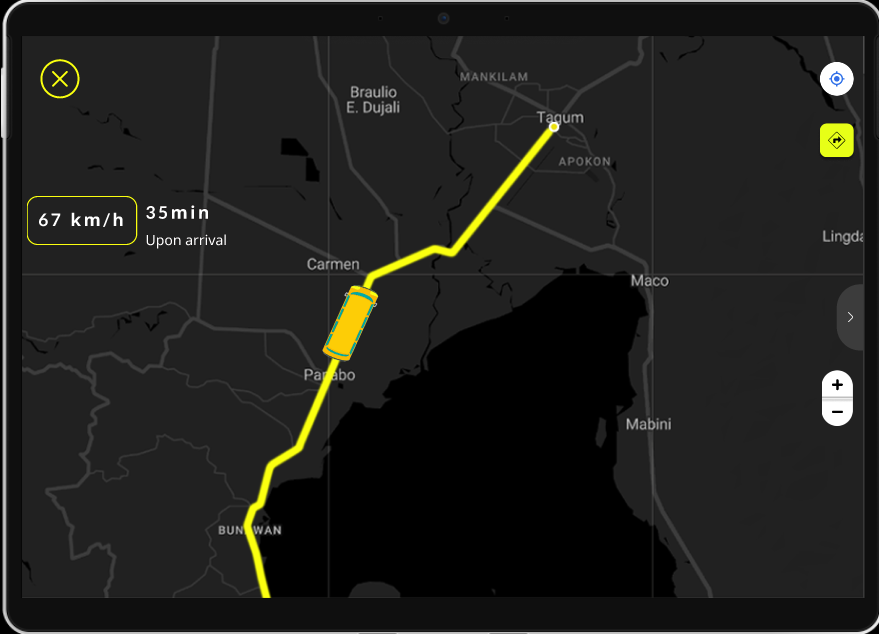 MANKILAM
Braulio
E. Dujali
Tagum
APOKON
67 km/h
35min
Upon arrival
Lingda
Carmen
Maco
Panabo
Mabini
BUNAWAN
+
−